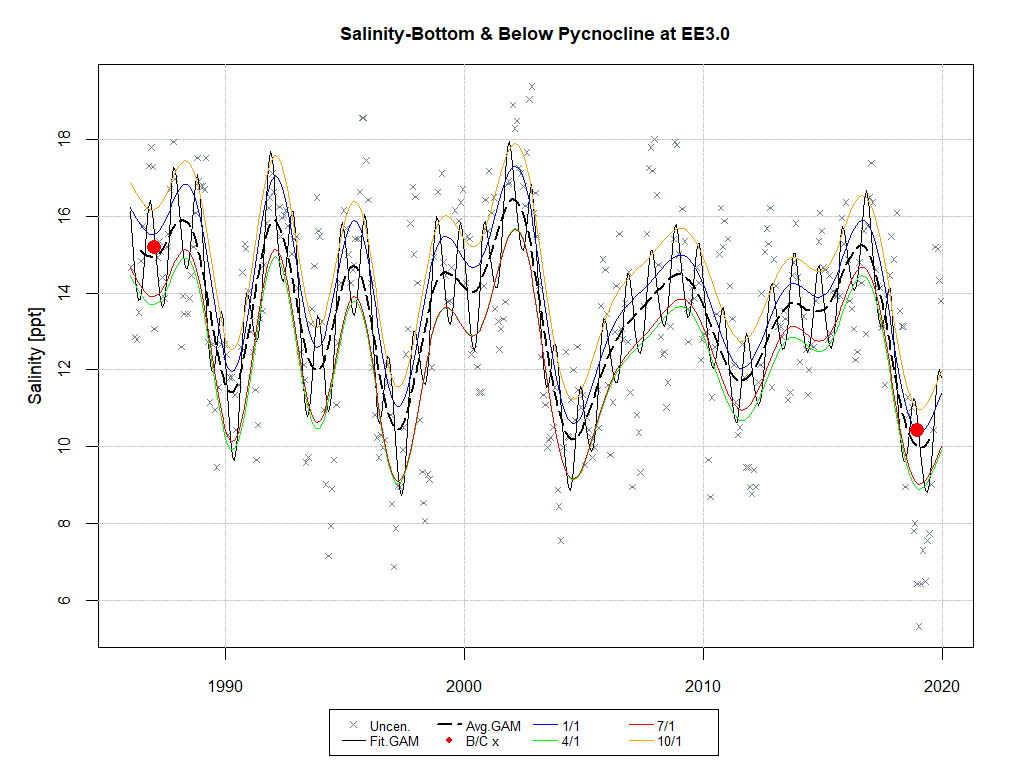 Salinity-Bottom & Below Pycnocline at EE3.0
Salinity [ppt]
18
16
14
12
10
8
6
1990 2000 2010 2020
Uncen. Avg.GAM 1/1 7/1
Fit.GAM B/C x 4/1 10/1